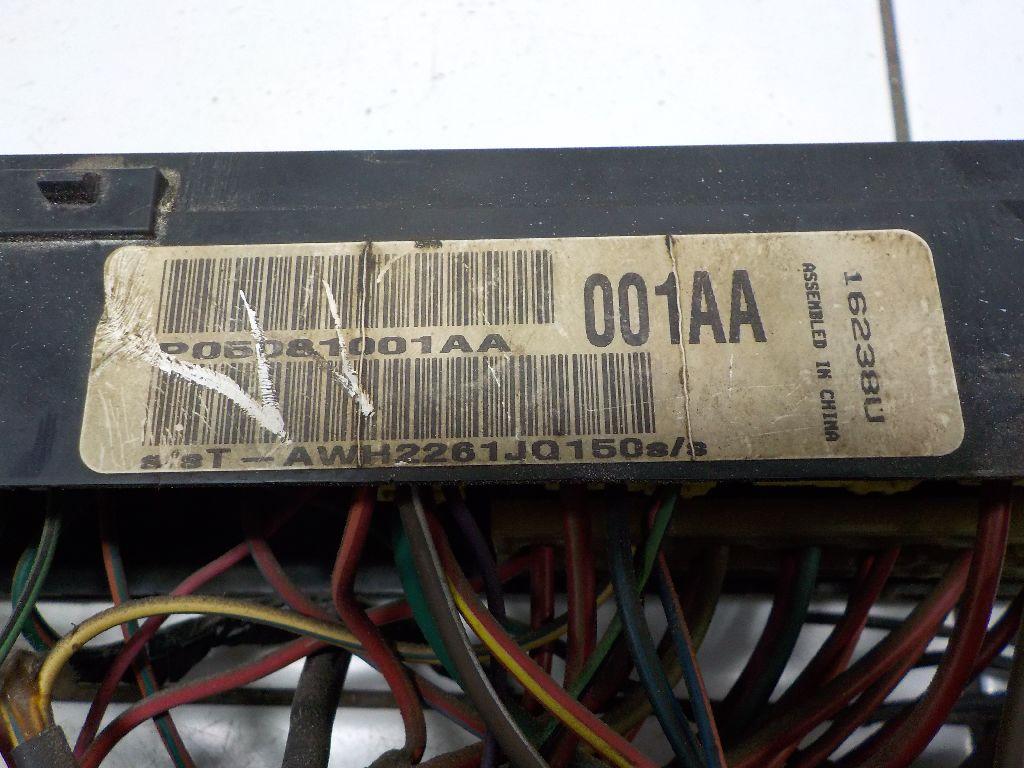 P05081001AA
001AA
s/sT-AWH2261JQ150s/s
ASSEMBLED IN CHINA
16238U